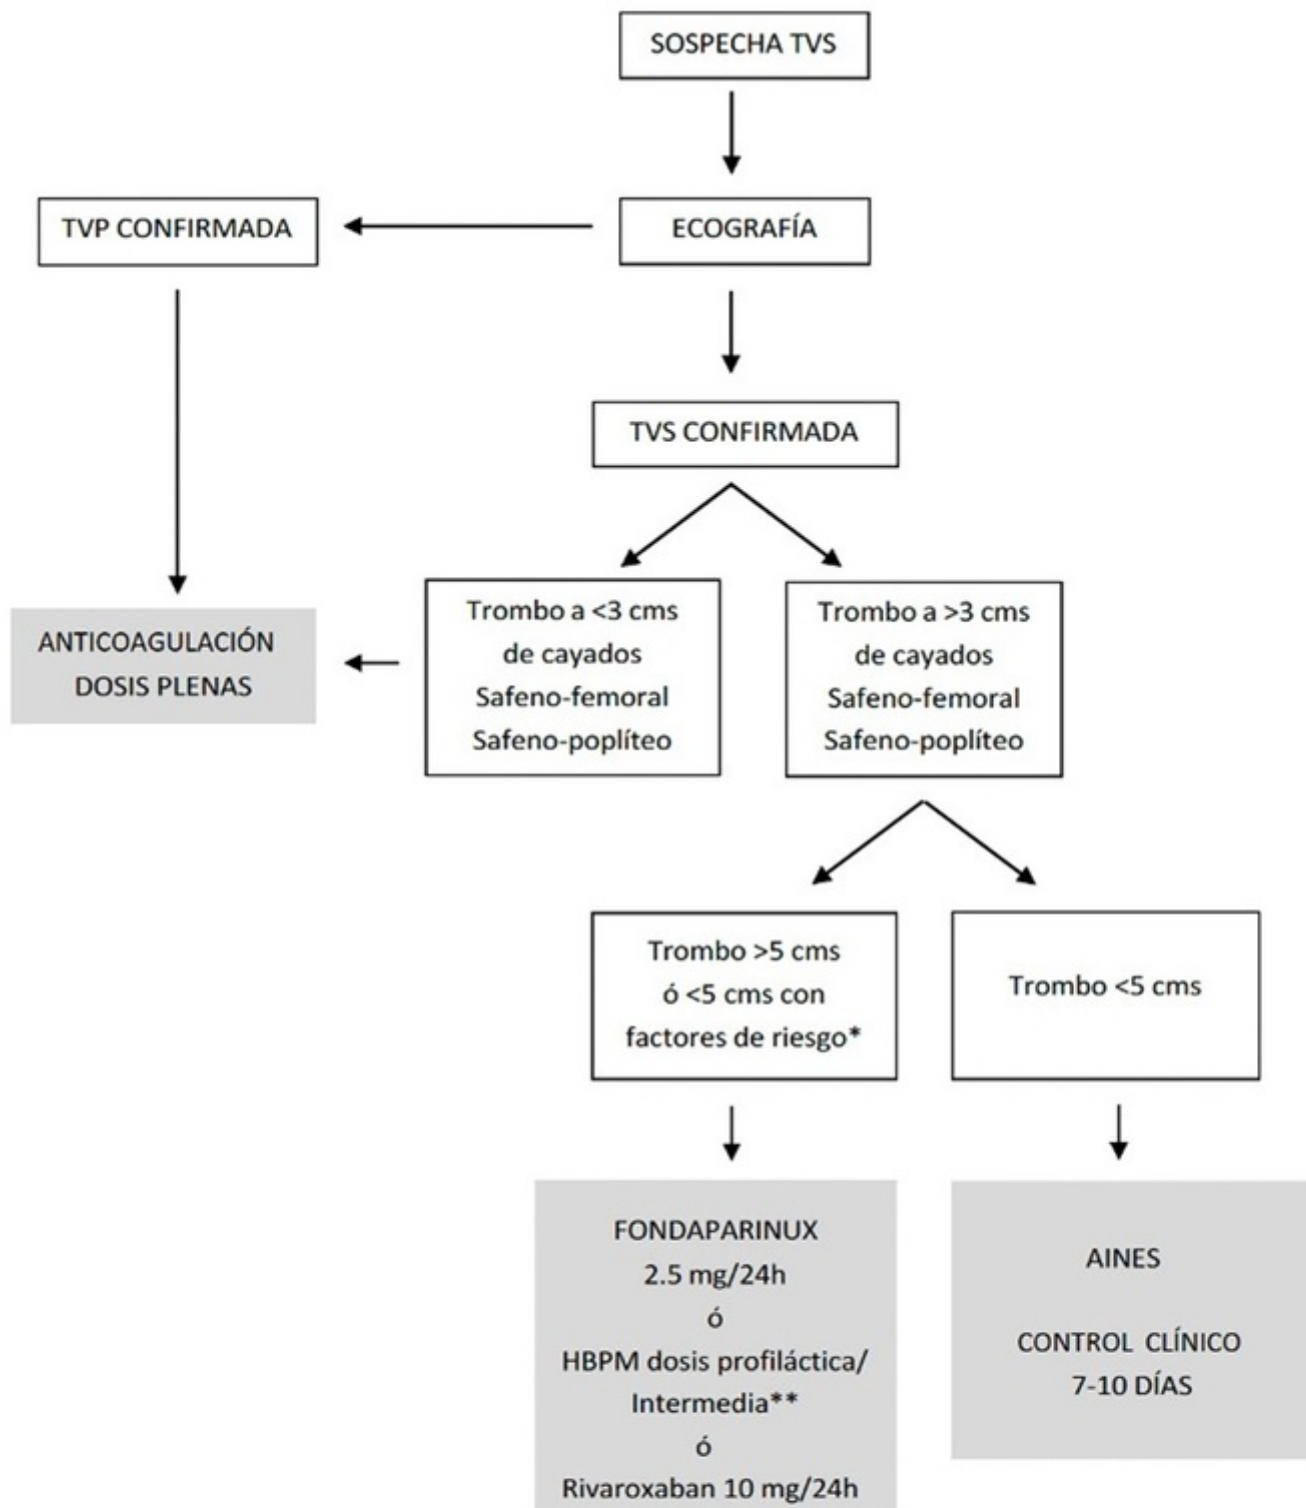 SOSPECHA TVS
TVP CONFIRMADA
ECOGRAFÍA
TVS CONFIRMADA
ANTICOAGULACIÓN
DOSIS PLENAS
Trombo a <3 cms
de cayados
Safeno-femoral
Safeno-poplíteo
Trombo a >3 cms
de cayados
Safeno-femoral
Safeno-poplíteo
Trombo >5 cms
ó <5 cms con
factores de riesgo*
Trombo <5 cms
FONDAPARINUX
2.5 mg/24h
ó
HBPM dosis profiláctica/
Intermedia**
ó
Rivaroxaban 10 mg/24h
AINES
CONTROL CLÍNICO
7-10 DÍAS